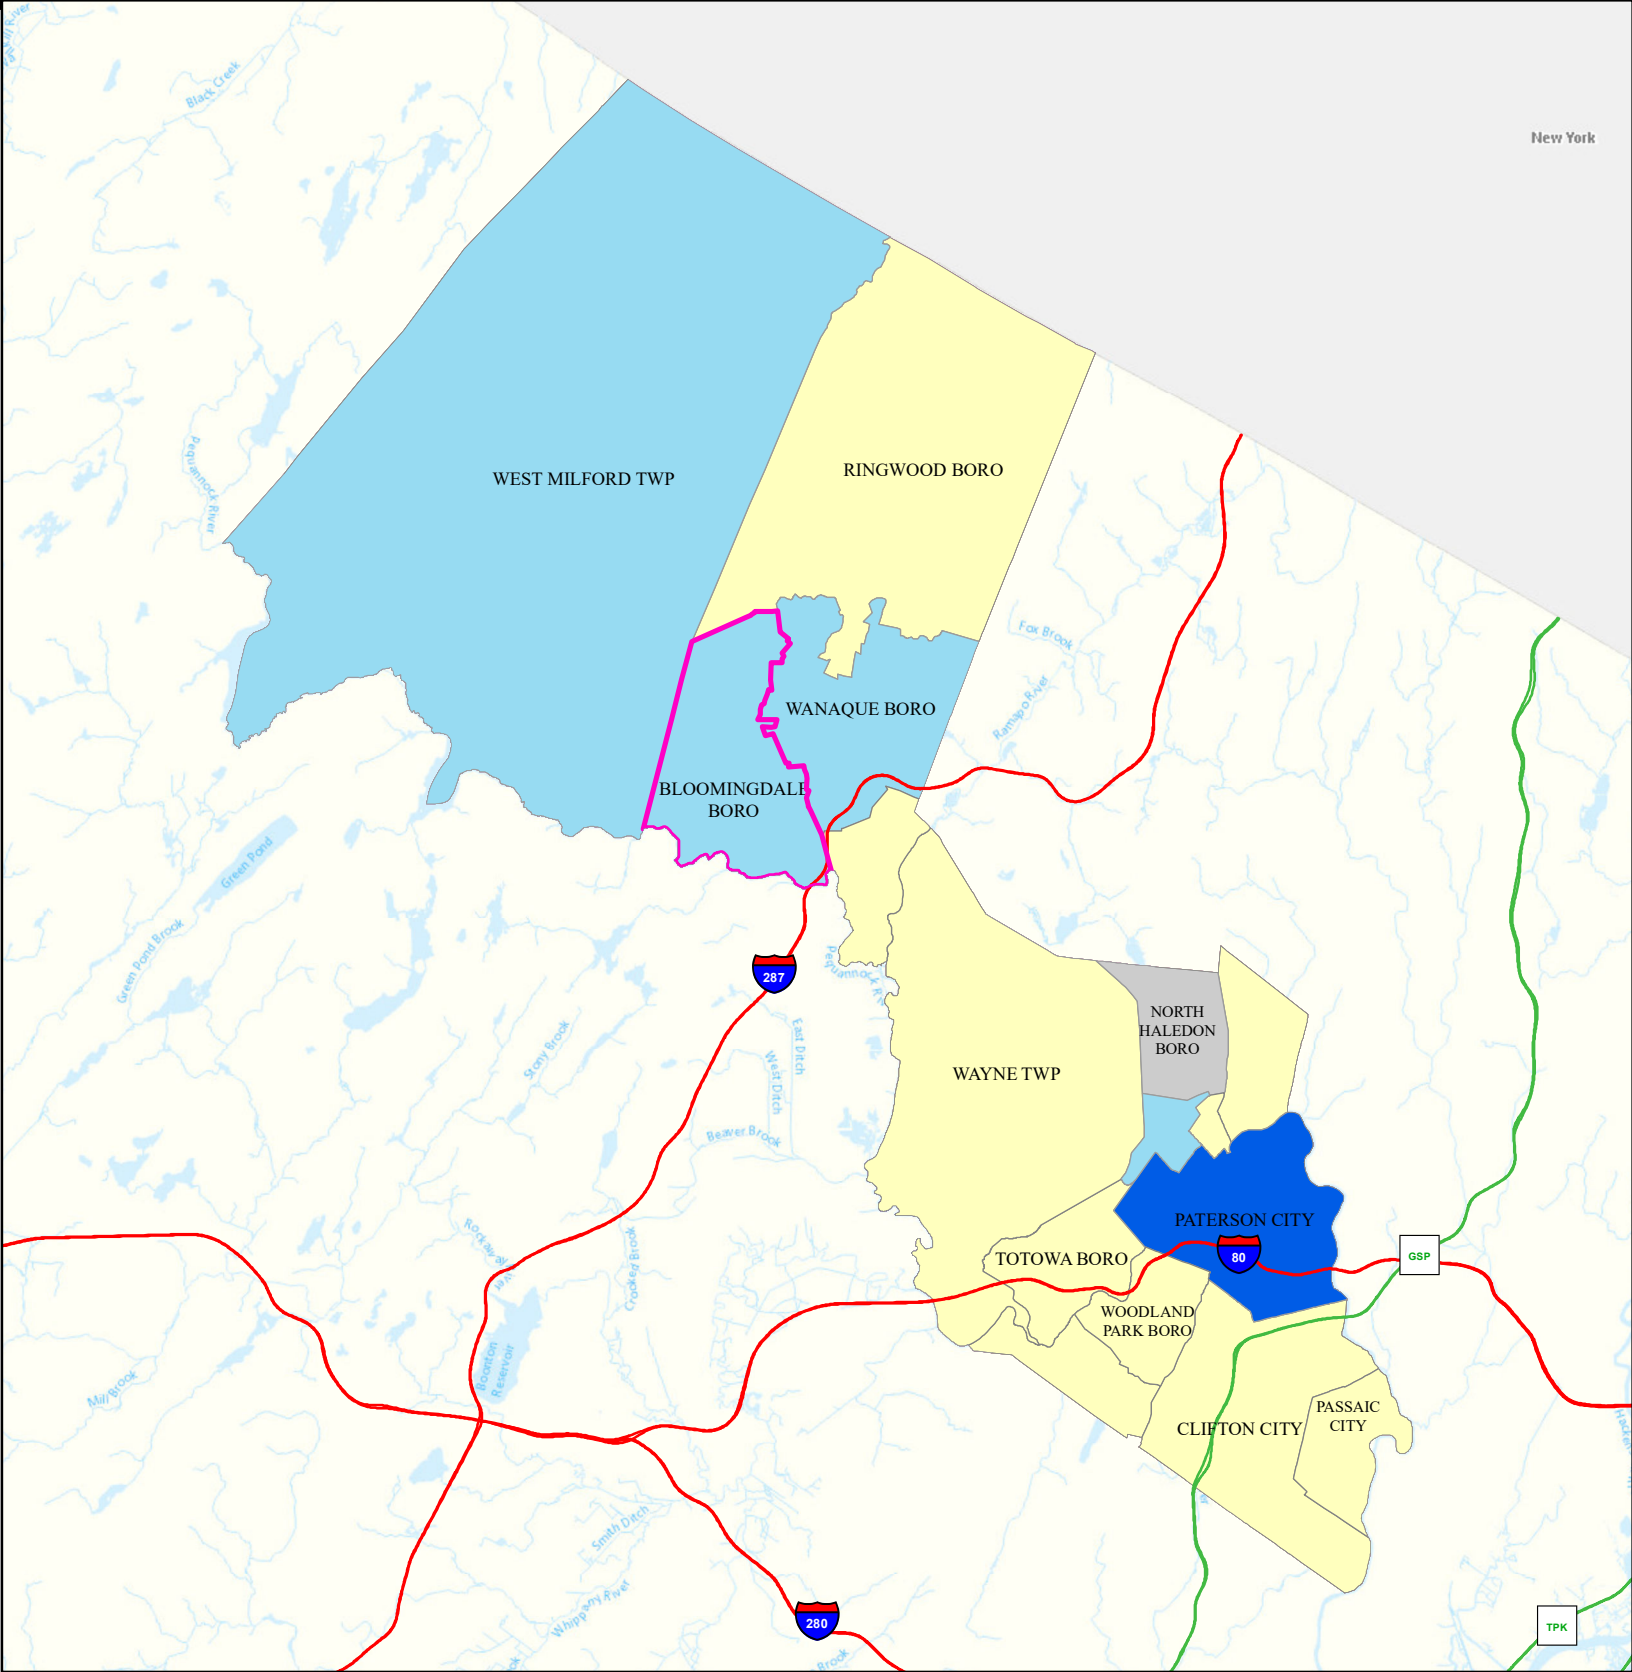 New York
Black Creek
Pequannock River
WEST MILFORD TWP
RINGWOOD BORO
Fox Brook
Ramapo River
WANAQUE BORO
BLOOMINGDALE
BORO
Green Pond
Green Pond Brook
287
Stony Brook
East Ditch
West Ditch
Beaver Brook
NORTH
HALEDON
BORO
WAYNE TWP
PATERSON CITY
80
GSP
TOTOWA BORO
WOODLAND
PARK BORO
Crooked Brook
Boonton
Reservoir
Mill Brook
PASSAIC
CITY
CLIFTON CITY
Smith Ditch
Whippany River
280
Brook
TPK